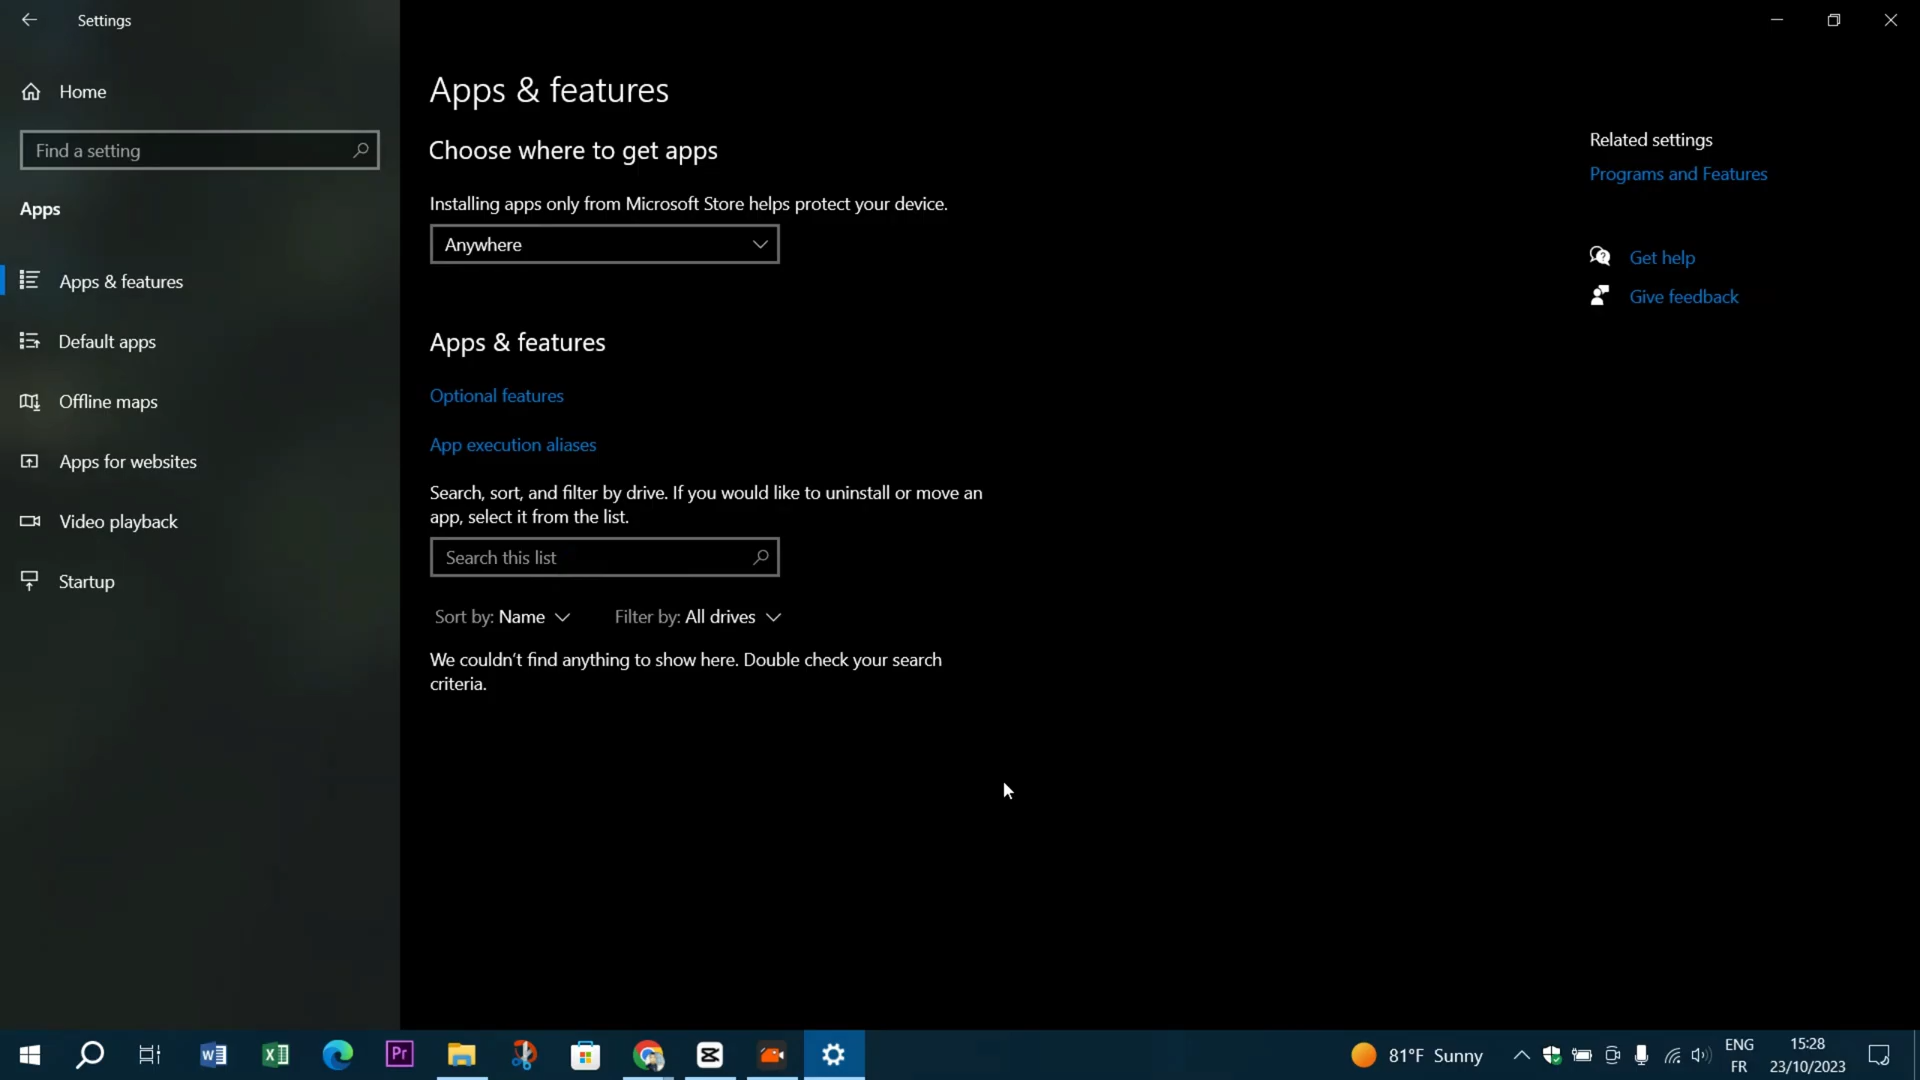 Settings
Home
Find a setting
Apps
Apps & features
Default apps
Offline maps
Apps for websites
Video playback
Startup
Apps & features
Choose where to get apps
Installing apps only from Microsoft Store helps protect your device.
Anywhere
Apps & features
Optional features
App execution aliases
Search, sort, and filter by drive. If you would like to uninstall or move an
app, select it from the list.
Search this list
Sort by: Name Filter by: All drives
We couldn't find anything to show here. Double check your search
criteria.
Related settings
Programs and Features
Get help
Give feedback
Pr
81°F Sunny
ENG
FR
15:28
23/10/2023